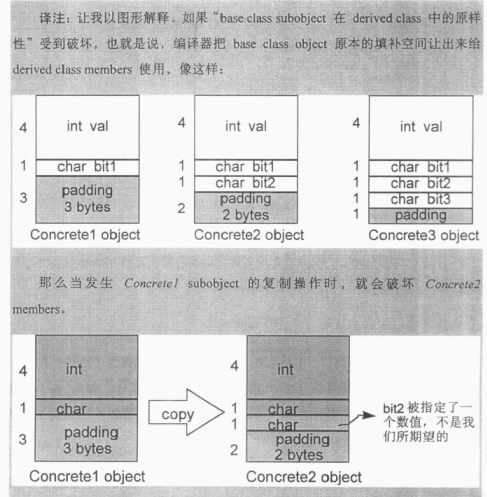 译注：让我以图形解释。如果“base class subobject 在 derived class 中的原样
性”受到破坏，也就是说，编译器把 base class object 原本的填补空间让出来给
derived class members 使用，像这样：
4 int val
1 char bit1
3 padding
3 bytes
Concrete1 object
4 int val
1 char bit1
1 char bit2
2 padding
2 bytes
Concrete2 object
4 int val
1 char bit1
1 char bit2
1 char bit3
1 padding
Concrete3 object
那么当发生 Concrete1 subobject 的复制操作时，就会破坏 Concrete2
members。
4 int
1 char
3 padding
3 bytes
Concrete1 object
copy
4 int
1 char
1 char
2 padding
2 bytes
Concrete2 object
bit2 被指定了一
个数值，不是我
们所期望的